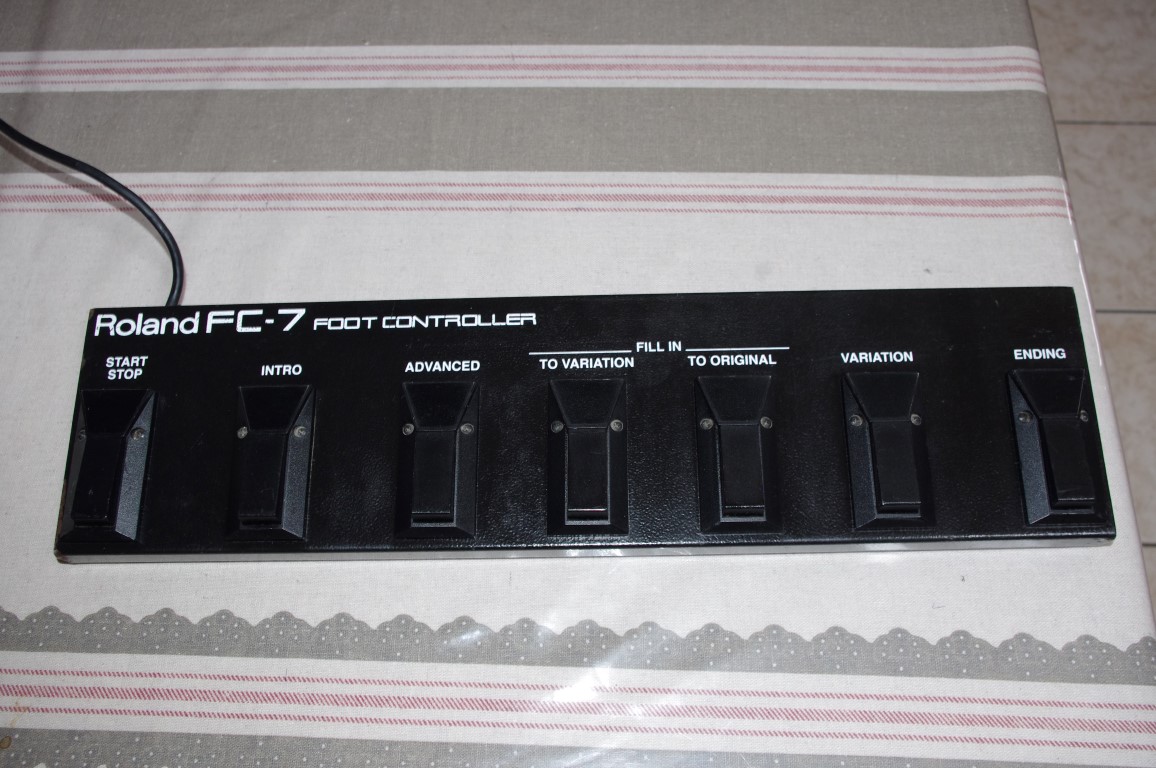 Roland FC-7 FOOT CONTROLLER
START
STOP
INTRO
ADVANCED
FILL IN
TO VARIATION
TO ORIGINAL
VARIATION
ENDING